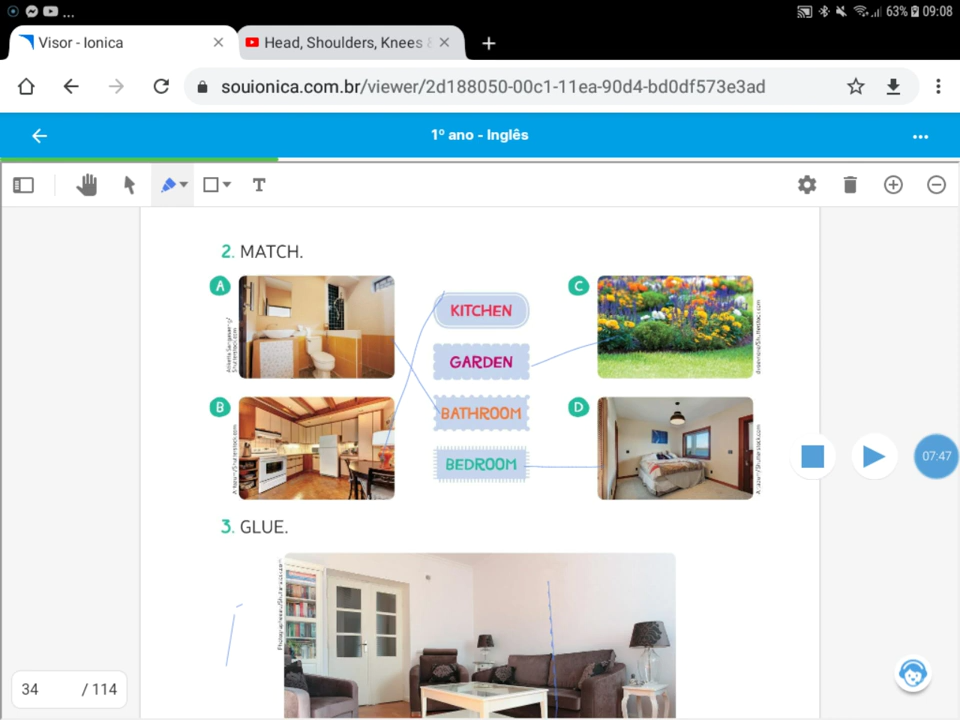 ... 63% 09:08
Visor - Ionica
Head, Shoulders, Knees &
souionica.com.br/viewer/2d188050-00c1-11ea-90d4-bd0df573e3ad
1º ano - Inglês
T
2. MATCH.
A
KITCHEN
C
GARDEN
B
BATHROOM
D
BEDROOM
07:47
3. GLUE.
34 / 114